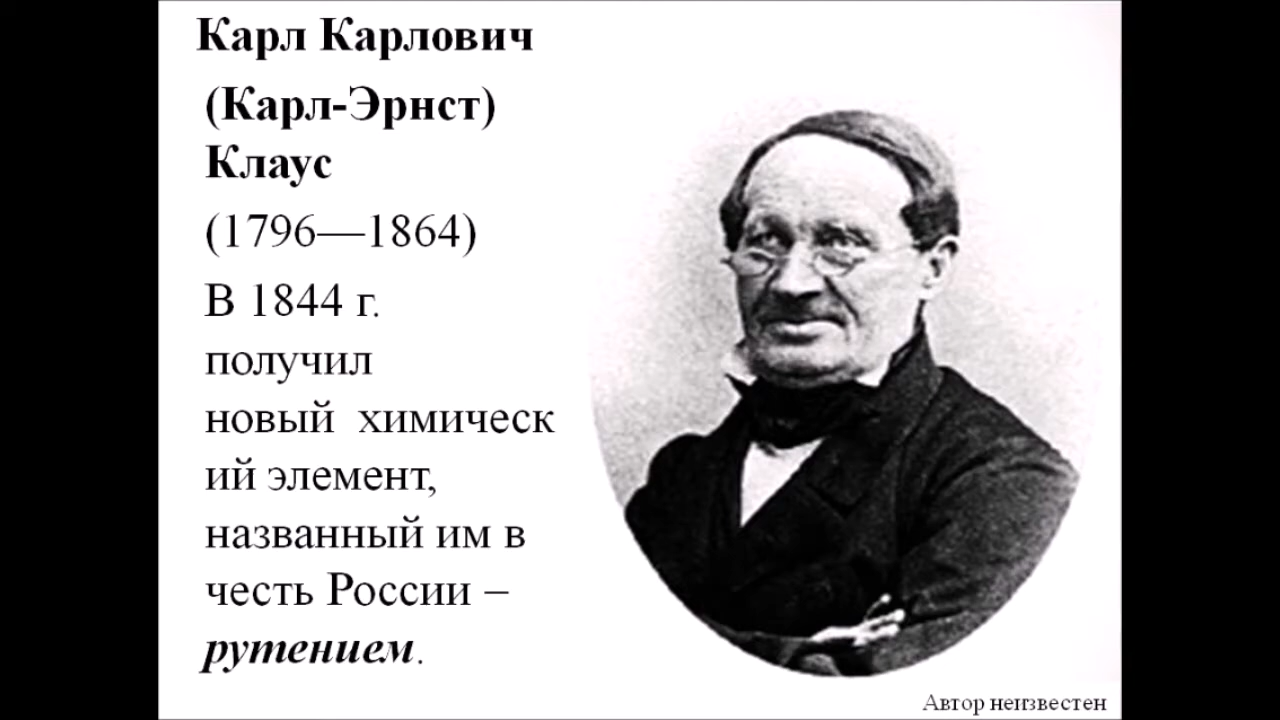 Карл Карлович
(Карл-Эрнст)
Клаус
(1796—1864)
В 1844 г.
получил
новый химическ
ий элемент,
названный им в
честь России –
рутением.
Автор неизвестен